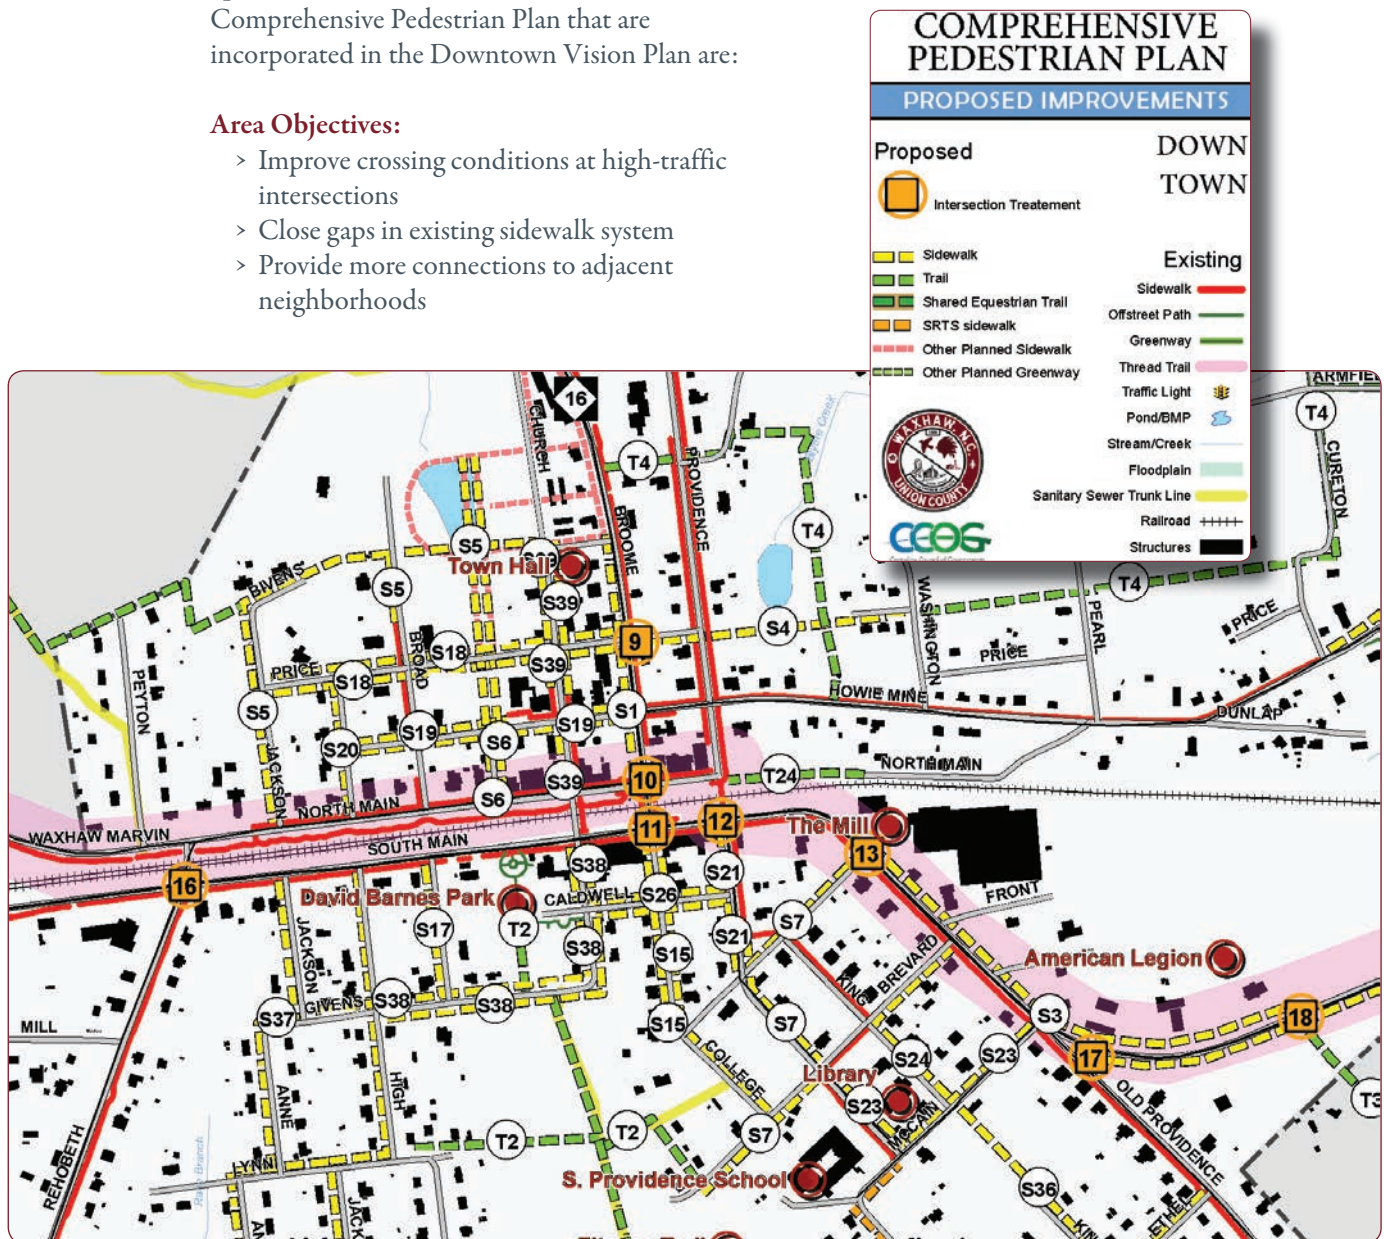 Comprehensive Pedestrian Plan that are
incorporated in the Downtown Vision Plan are:
Area Objectives:
› Improve crossing conditions at high-traffic
intersections
› Close gaps in existing sidewalk system
› Provide more connections to adjacent
neighborhoods
COMPREHENSIVE
PEDESTRIAN PLAN
PROPOSED IMPROVEMENTS
DOWN
TOWN
Proposed
Intersection Treatement
Sidewalk
Trail
Shared Equestrian Trail
SRTS sidewalk
Other Planned Sidewalk
Other Planned Greenway
Existing
Sidewalk
Offstreet Path
Greenway
Thread Trail
Traffic Light
Pond/BMP
Stream/Creek
Floodplain
Sanitary Sewer Trunk Line
Railroad
Structures
WAXHAW, N.C.
UNION COUNTY
CCOG
16
CHURCH
T4
PROVIDENCE
BROOME
T4
T4
CURETON
T4
S5
Town Hall
S39
BIVENS
S5
S4
WASHINGTON
PEARL
PRICE
9
S18
PRICE
S18
BROAD
S39
PRICE
PEYTON
S5
S1
HOWIE MINE
DUNLAP
S19
S19
S20
S6
JACKSON
NORTH MAIN
S6
S39
10
T24
NORTH MAIN
WAXHAW MARVIN
SOUTH MAIN
11
12
The Mill
13
16
S38
S21
David Barnes Park
CALDWELL
S26
FRONT
JACKSON
S17
T2
S38
S15
S21
S7
KING
BREVARD
American Legion
GIVENS
S38
S38
S37
S15
S7
S3
18
MILL
COLLEGE
S24
S23
17
Library
ANNE
HIGH
S23
MCCAIN
OLD PROVIDENCE
T3
T2
T2
S7
LYNN
S. Providence School
S36
REHOBETH
ETHEL